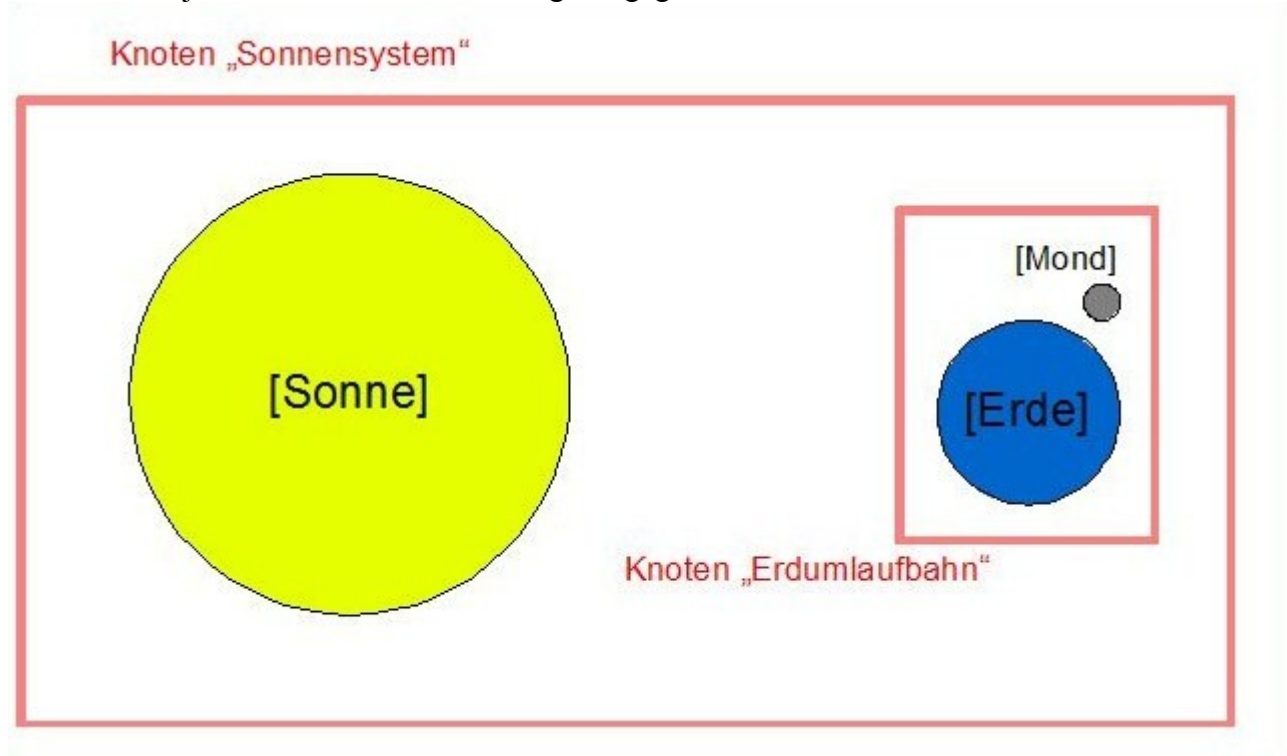 Knoten „Sonnensystem“
[Mond]
[Sonne]
[Erde]
Knoten „Erdumlaufbahn“